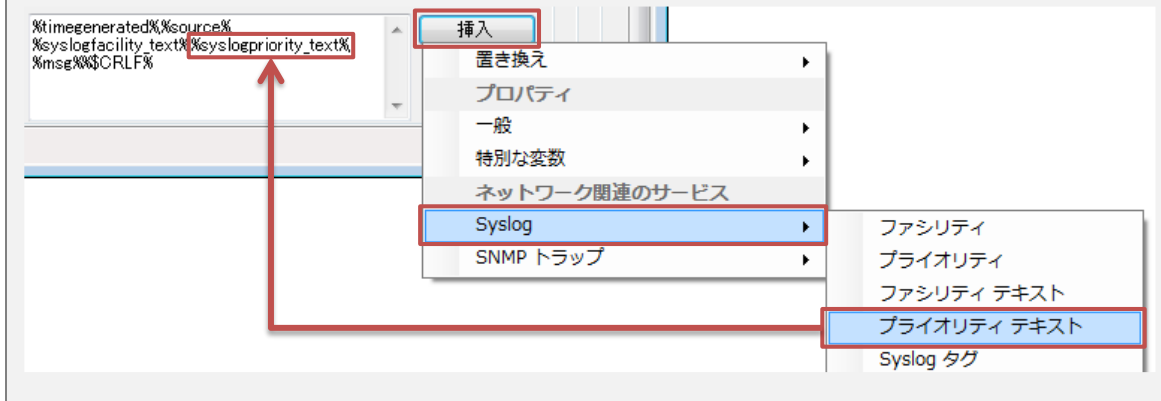 %timegenerated%,%source%
%syslogfacility_text%,%syslogpriority_text%,
%msg%%$CRLF%
挿入
置き換え
プロパティ
一般
特別な変数
ネットワーク関連のサービス
Syslog
SNMP トラップ
ファシリティ
プライオリティ
ファシリティ テキスト
プライオリティ テキスト
Syslog タグ